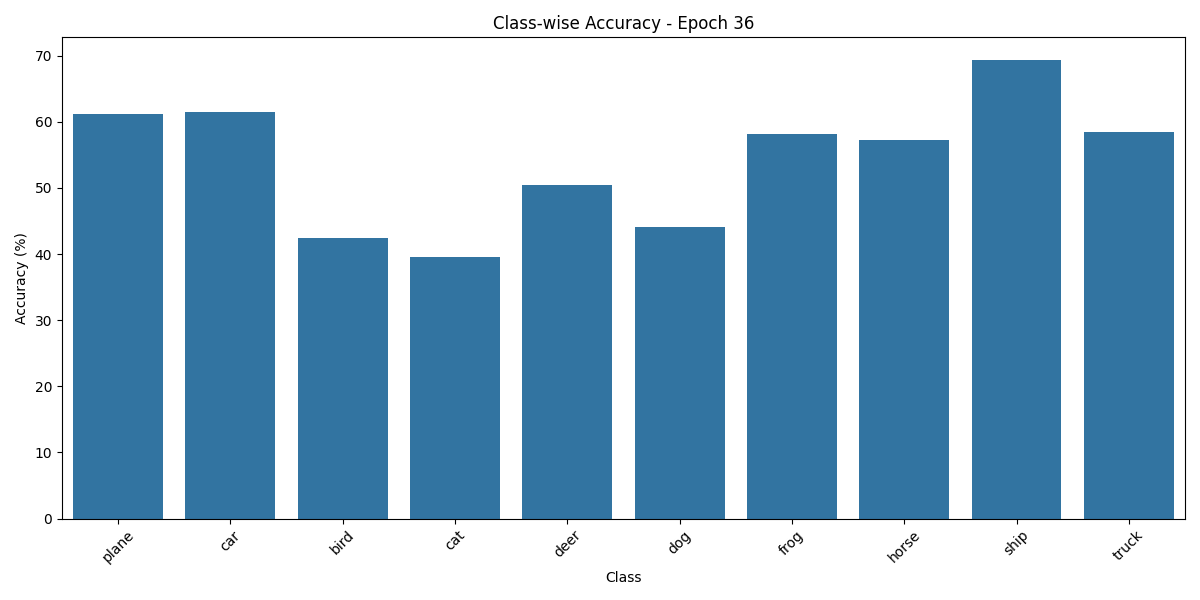 Class-wise Accuracy - Epoch 36
Accuracy (%)
70
60
50
40
30
20
10
0
plane
car
bird
cat
deer
dog
frog
horse
ship
truck
Class